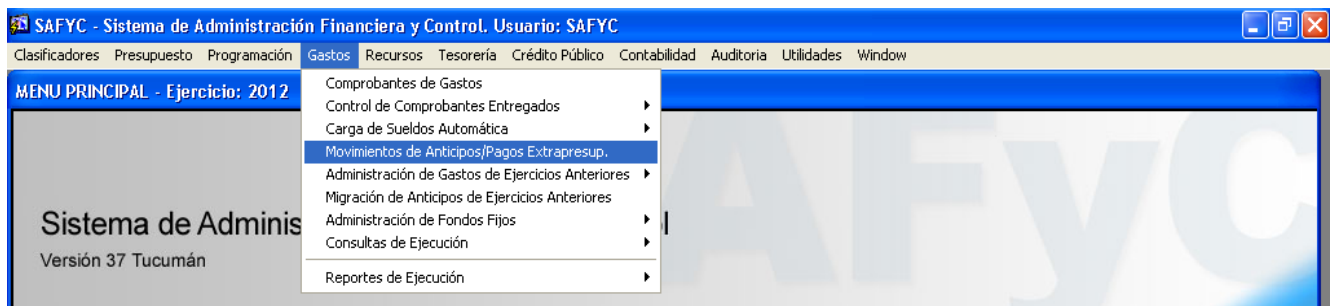 SAFYC - Sistema de Administración Financiera y Control. Usuario: SAFYC
Clasificadores Presupuesto Programación Gastos Recursos Tesorería Crédito Público Contabilidad Auditoria Utilidades Window
MENU PRINCIPAL - Ejercicio: 2012
Comprobantes de Gastos
Control de Comprobantes Entregados
Carga de Sueldos Automática
Movimientos de Anticipos/Pagos Extrapresup.
Administración de Gastos de Ejercicios Anteriores
Migración de Anticipos de Ejercicios Anteriores
Administración de Fondos Fijos
Consultas de Ejecución
Reportes de Ejecución
AFyC
Sistema de Adminis
Versión 37 Tucumán